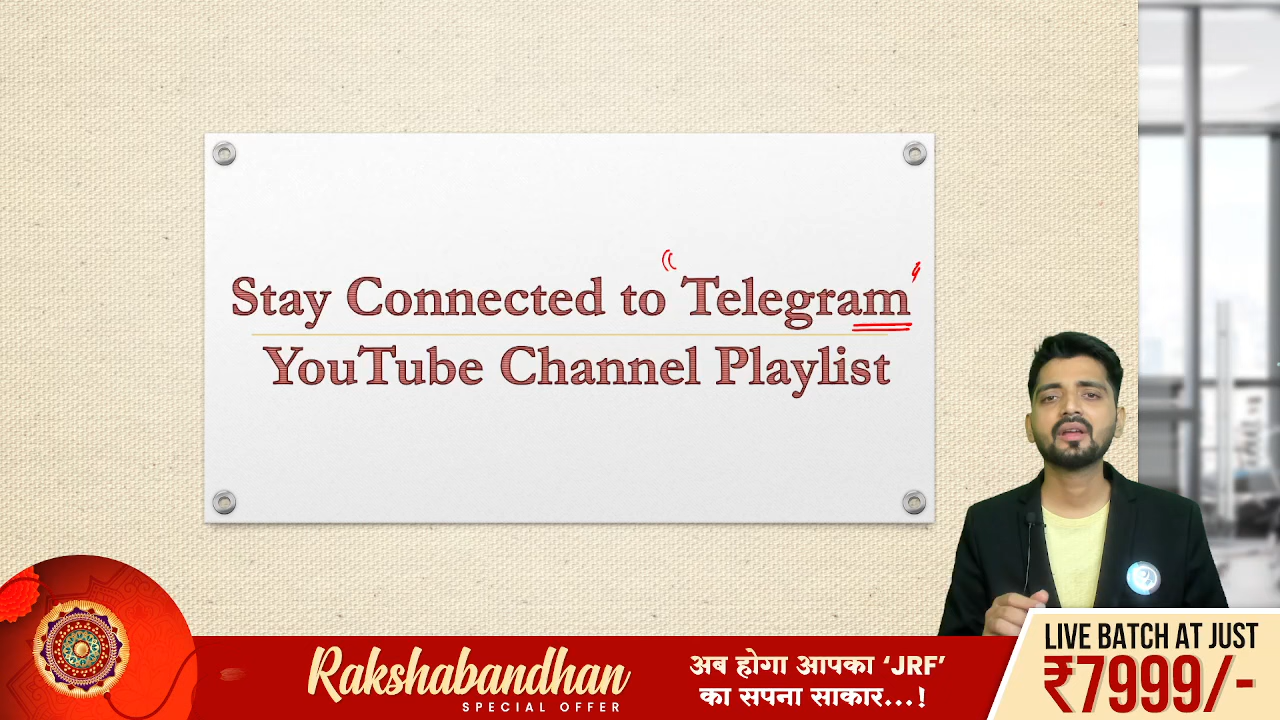 Stay Connected to Telegram
YouTube Channel Playlist
Rakshabandhan
SPECIAL OFFER
अब होगा आपका ‘JRF’
का सपना साकार...!
LIVE BATCH AT JUST
₹7999/-